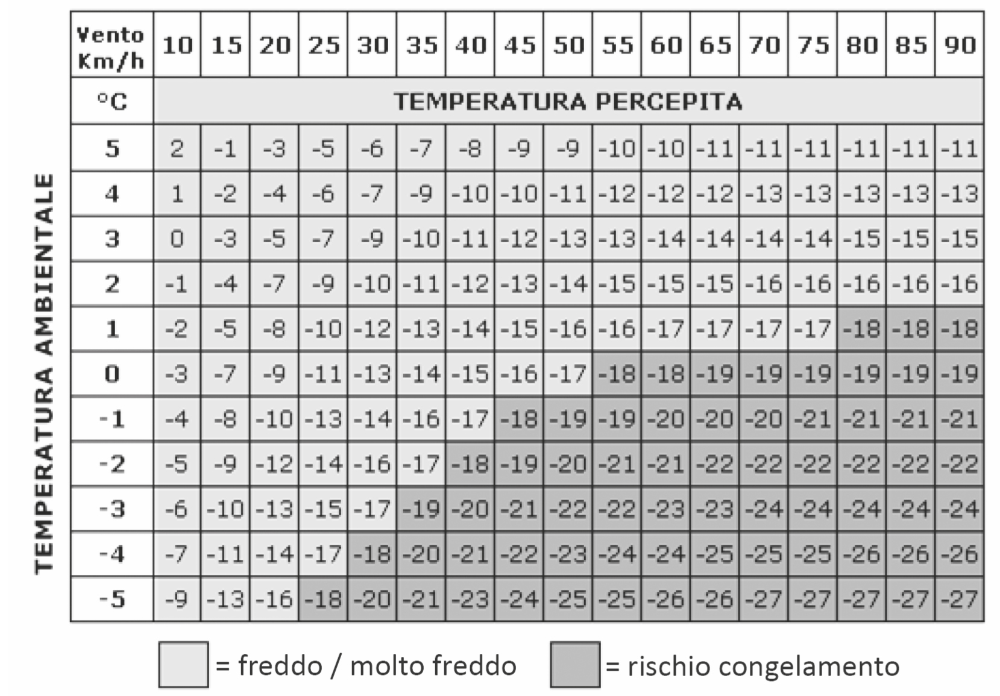 Vento Km/h 10 15 20 25 30 35 40 45 50 55 60 65 70 75 80 85 90
ºC TEMPERATURA PERCEPITA
5 2 -1 -3 -5 -6 -7 -8 -9 -9 -10 -10 -11 -11 -11 -11 -11 -11
4 1 -2 -4 -6 -7 -9 -10 -10 -11 -12 -12 -12 -13 -13 -13 -13 -13
3 0 -3 -5 -7 -9 -10 -11 -12 -13 -13 -14 -14 -14 -14 -15 -15 -15
2 -1 -4 -7 -9 -10 -11 -12 -13 -14 -15 -15 -15 -16 -16 -16 -16 -16
1 -2 -5 -8 -10 -12 -13 -14 -15 -16 -16 -17 -17 -17 -17 -18 -18 -18
0 -3 -7 -9 -11 -13 -14 -15 -16 -17 -18 -18 -19 -19 -19 -19 -19 -19
-1 -4 -8 -10 -13 -14 -16 -17 -18 -19 -19 -20 -20 -20 -21 -21 -21 -21
-2 -5 -9 -12 -14 -16 -17 -18 -19 -20 -21 -21 -22 -22 -22 -22 -22 -22
-3 -6 -10 -13 -15 -17 -19 -20 -21 -22 -22 -23 -23 -24 -24 -24 -24 -24
-4 -7 -11 -14 -17 -18 -20 -21 -22 -23 -24 -24 -25 -25 -25 -26 -26 -26
-5 -9 -13 -16 -18 -20 -21 -23 -24 -25 -25 -26 -26 -27 -27 -27 -27 -27
TEMPERATURA AMBIENTALE
= freddo / molto freddo = rischio congelamento